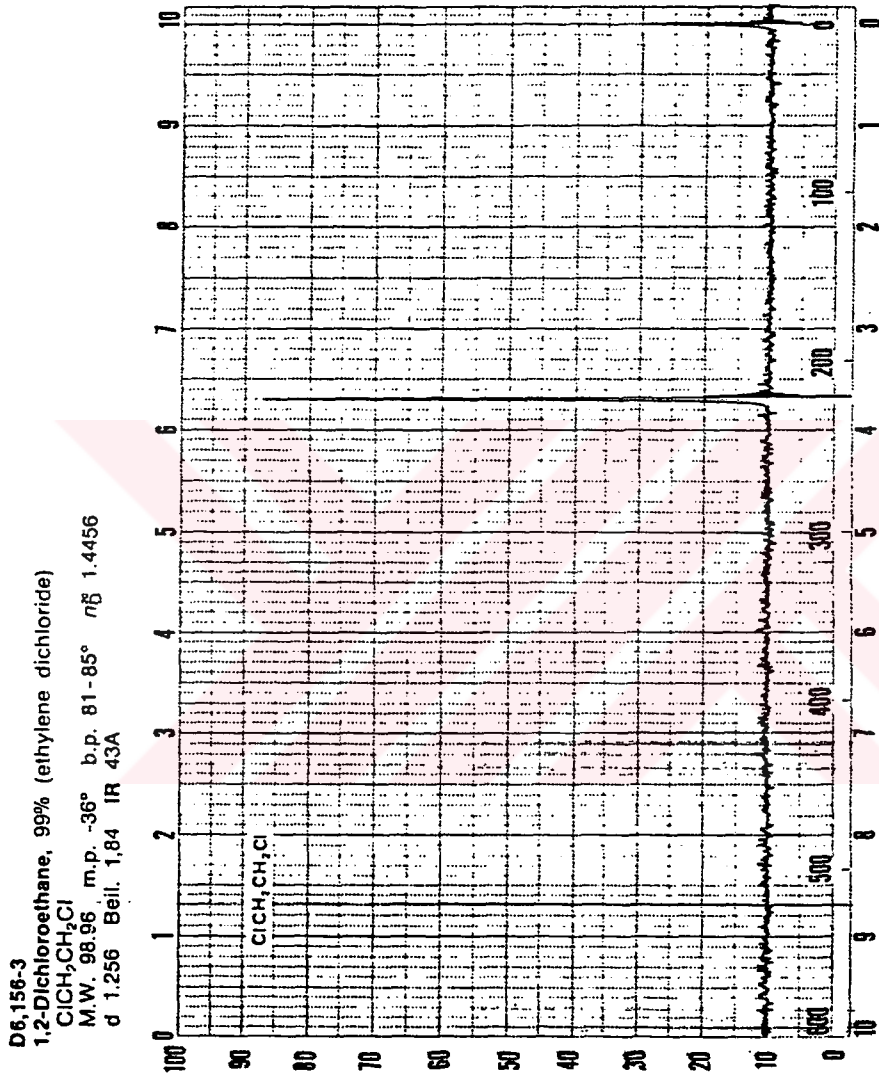 D6,156-3
1,2-Dichloroethane, 99% (ethylene dichloride)
ClCH₂CH₂Cl
M.W. 98.96 m.p. -36° b.p. 81-85° 1.4456
d 1.256 Beil. 1,84 IR 43A
0 1 2 3 4 5 6 7 8 9 10
100
90
80
70
60
50
40
30
20
10
0
ClCH₂CH₂Cl
600 500 400 300 200 100 0
10 9 8 7 6 5 4 3 2 1 0